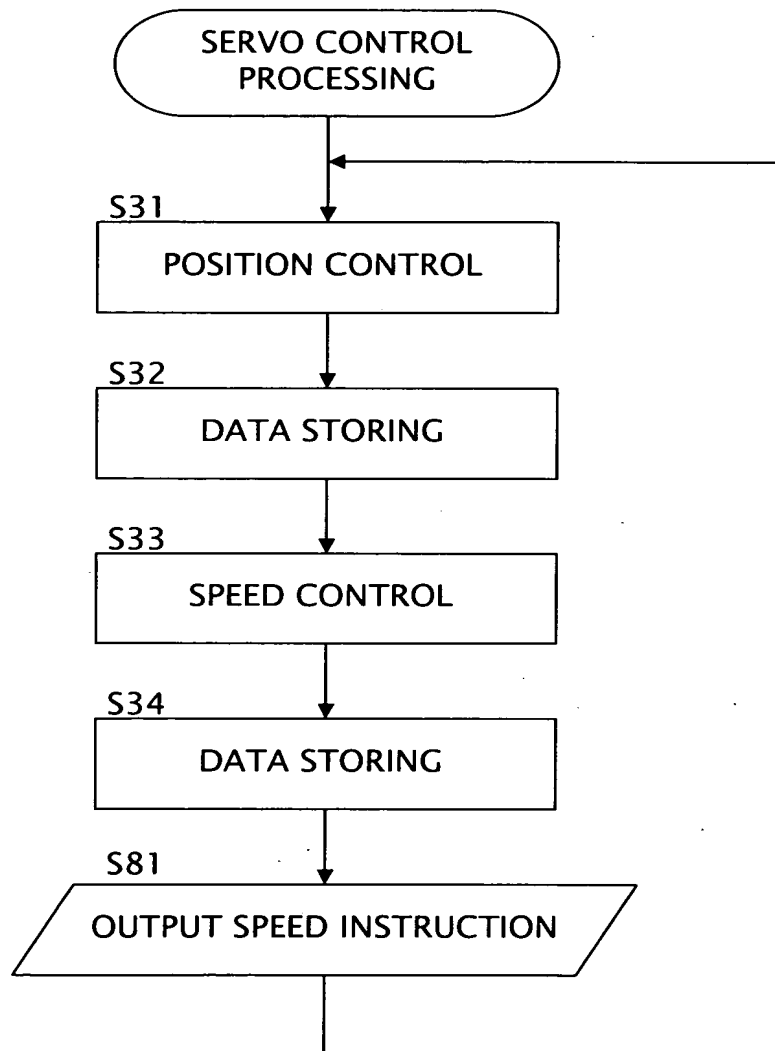 SERVO CONTROL
PROCESSING
S31
POSITION CONTROL
S32
DATA STORING
S33
SPEED CONTROL
S34
DATA STORING
S81
OUTPUT SPEED INSTRUCTION